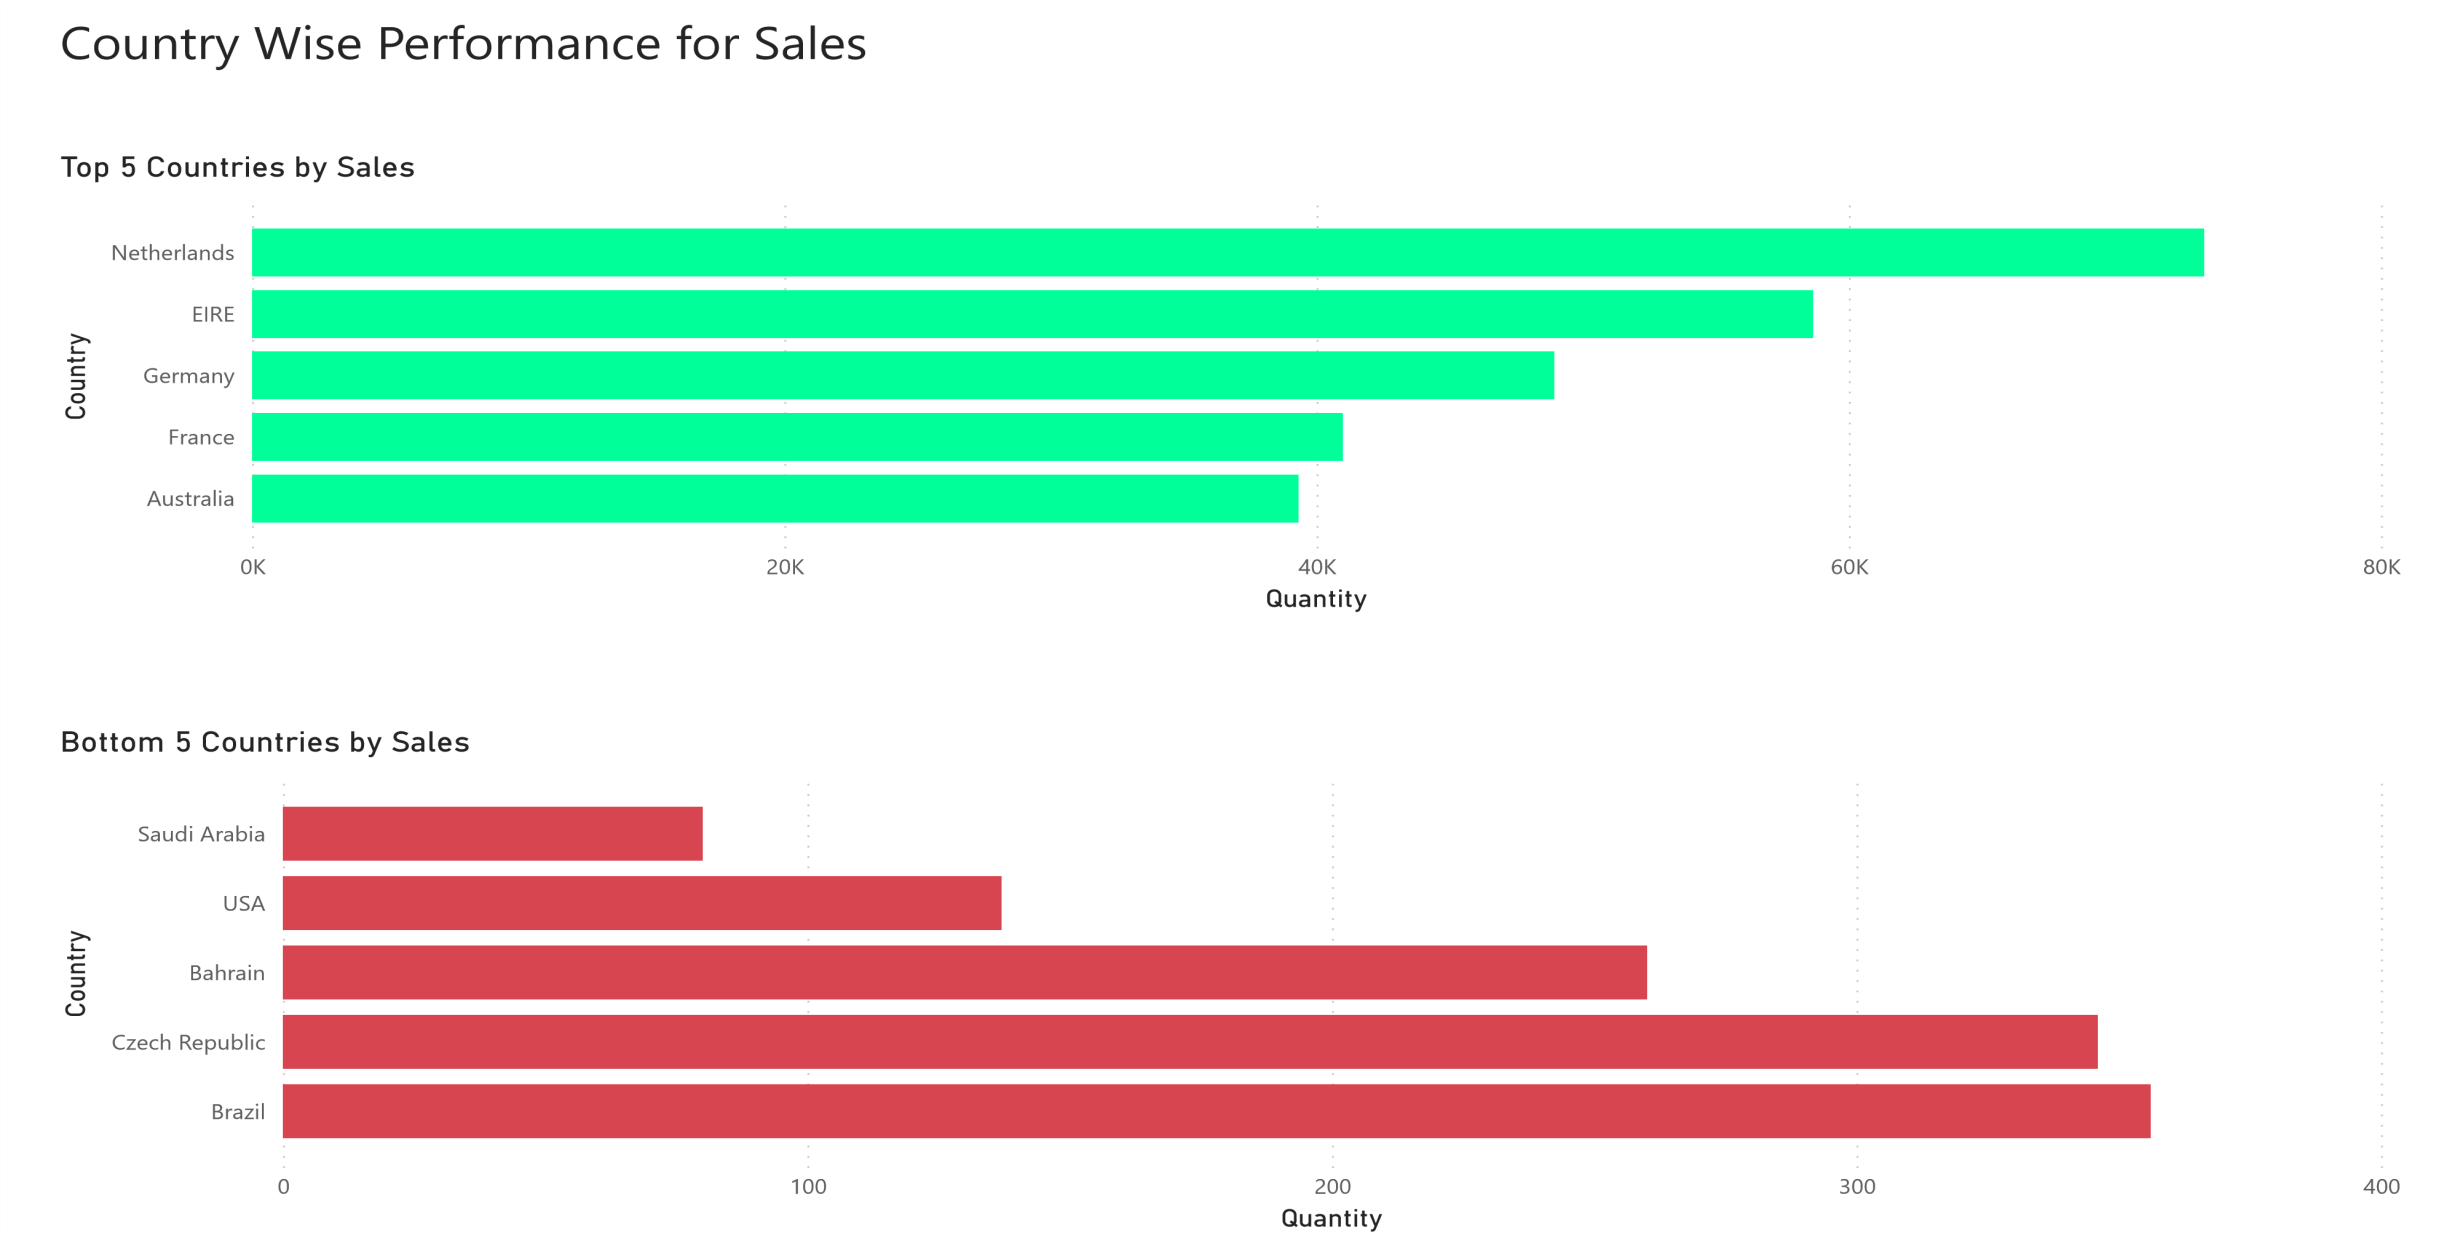 Country Wise Performance for Sales
Top 5 Countries by Sales
Country
Netherlands
EIRE
Germany
France
Australia
0K 20K 40K 60K 80K
Quantity
Bottom 5 Countries by Sales
Country
Saudi Arabia
USA
Bahrain
Czech Republic
Brazil
0 100 200 300 400
Quantity